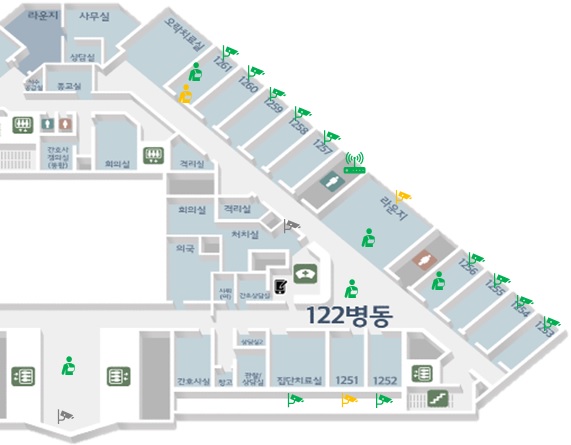 라운지
사무실
오락치료실
상담실
종교실
1261
1260
1259
1258
1257
간호사
탱의실
(통합)
회의실
격리실
라운지
회의실
격리실
처치실
의국
1256
1255
1254
1253
122병동
간호사실
창고
상담실2
관찰/
상담실
집단치료실
1251
1252